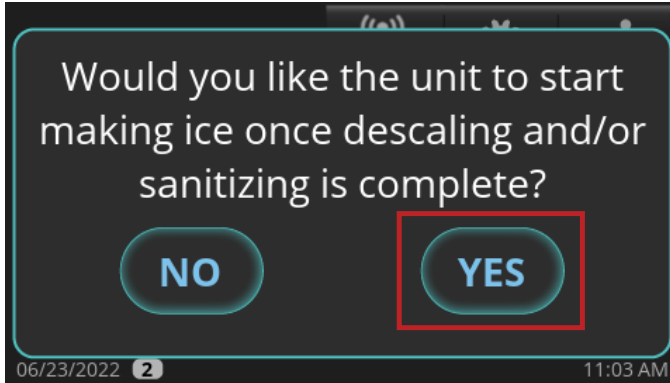 Would you like the unit to start
making ice once descaling and/or
sanitizing is complete?
NO YES
06/23/2022 2 11:03 AM